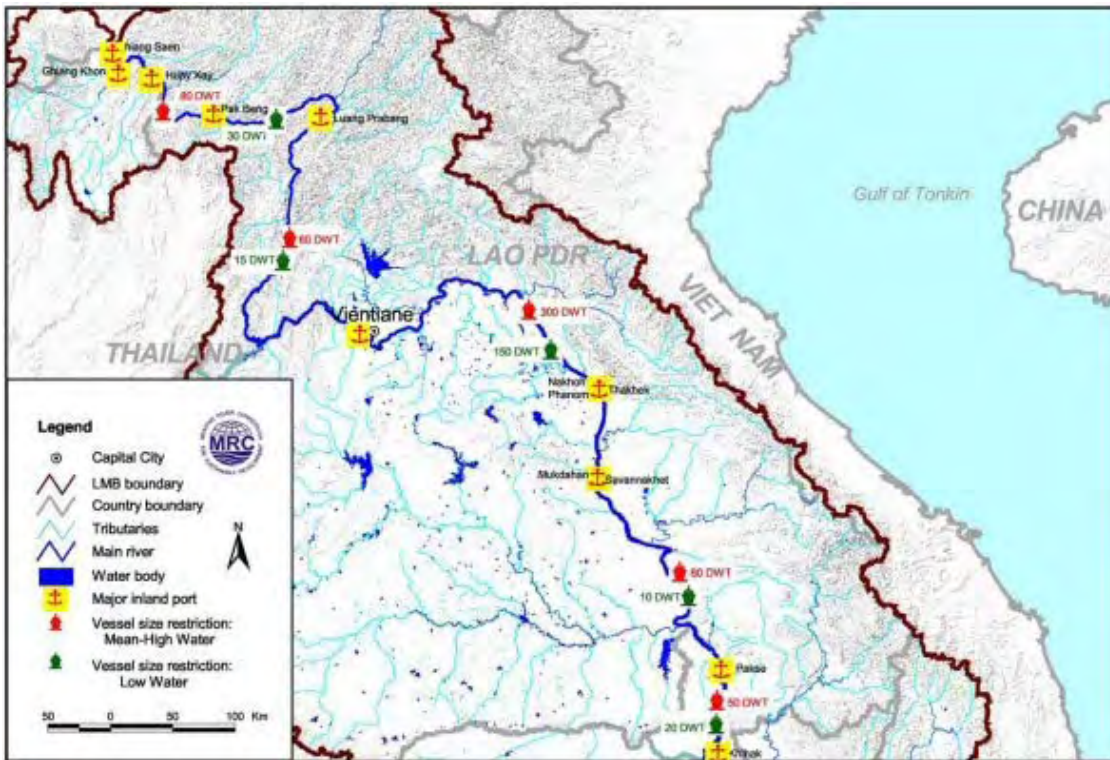 hiang Saen
Ghiang Khon
Huay Xay
80 DWT
Pak Beng
30 DWT
Luang Prabang
60 DWT
15 DWT
LAO PDR
Gulf of Tonkin
CHINA
VIET NAM
THAILAND
Vientiane
300 DWT
150 DWT
Nakhon
Phanom
Thakhek
Mukdahan
Savannakhet
60 DWT
10 DWT
Pakse
50 DWT
20 DWT
Legend
MRC
Capital City
LMB boundary
Country boundary
Tributaries
Main river
Water body
Major inland port
Vessel size restriction:
Mean-High Water
Vessel size restriction:
Low Water
N
50 0 50 100 Km